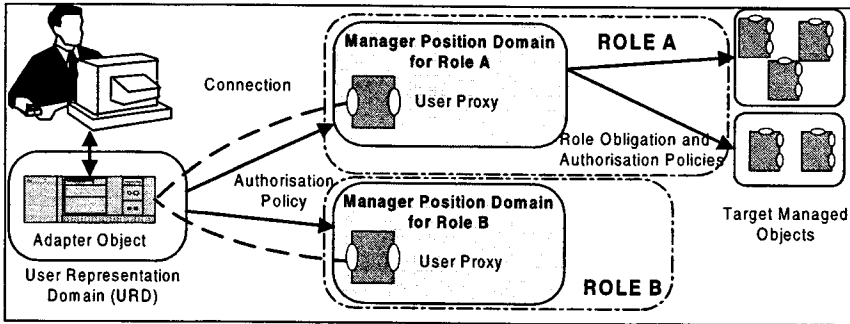 Manager Position Domain
for Role A
ROLE A
Connection
User Proxy
Role Obligation and
Authorisation Policies
Authorisation
Policy
Manager Position Domain
for Role B
Target Managed
Objects
Adapter Object
User Proxy
User Representation
Domain (URD)
ROLE B